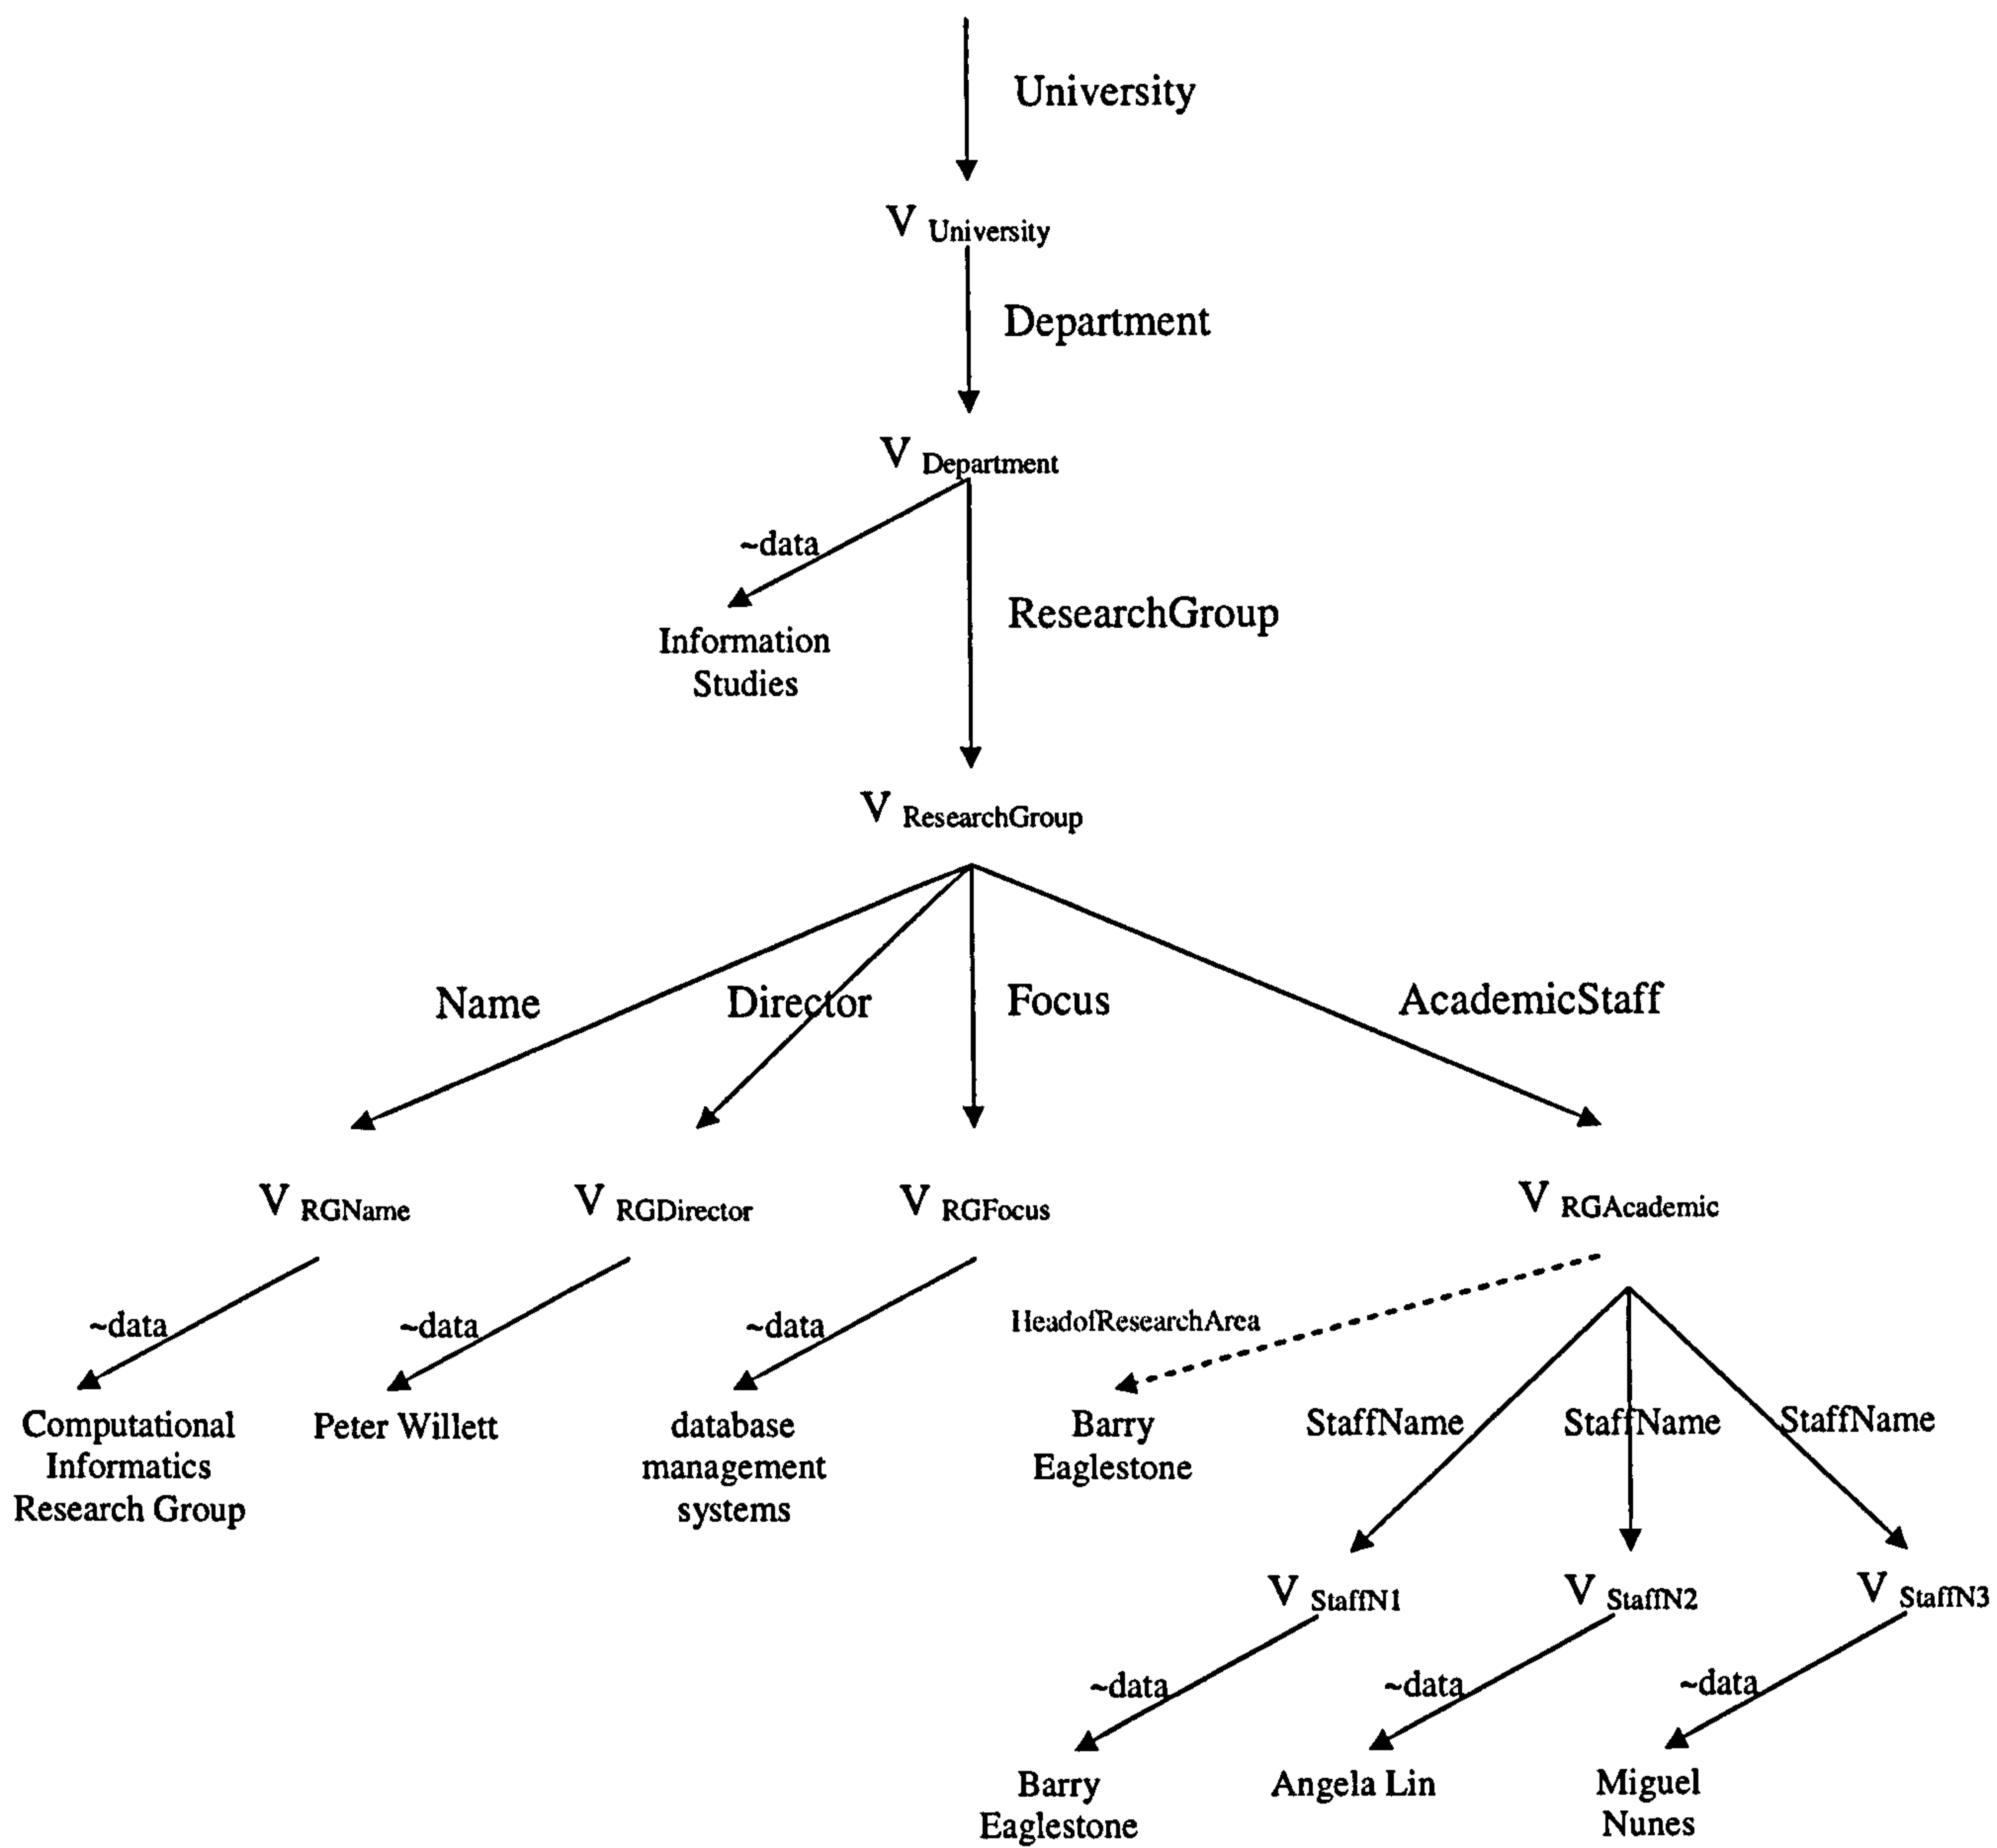 University
V University
Department
V Department
~data
Information
Studies
ResearchGroup
V ResearchGroup
Name
Director
Focus
AcademicStaff
V RGName
V RGDirector
V RGFocus
V RGAcademic
~data
~data
~data
HeadofResearchArea
Computational
Informatics
Research Group
Peter Willett
database
management
systems
Barry
Eaglestone
StaffName
StaffName
StaffName
V StaffN1
V StaffN2
V StaffN3
~data
~data
~data
Barry
Eaglestone
Angela Lin
Miguel
Nunes